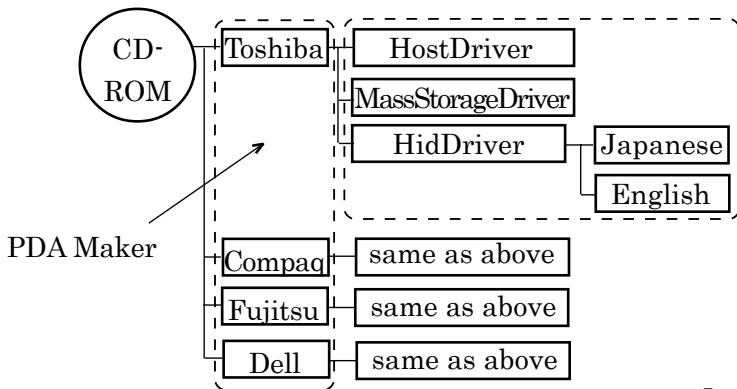 CD-
ROM
Toshiba
HostDriver
MassStorageDriver
HidDriver
Japanese
English
PDA Maker
Compaq
same as above
Fujitsu
same as above
Dell
same as above